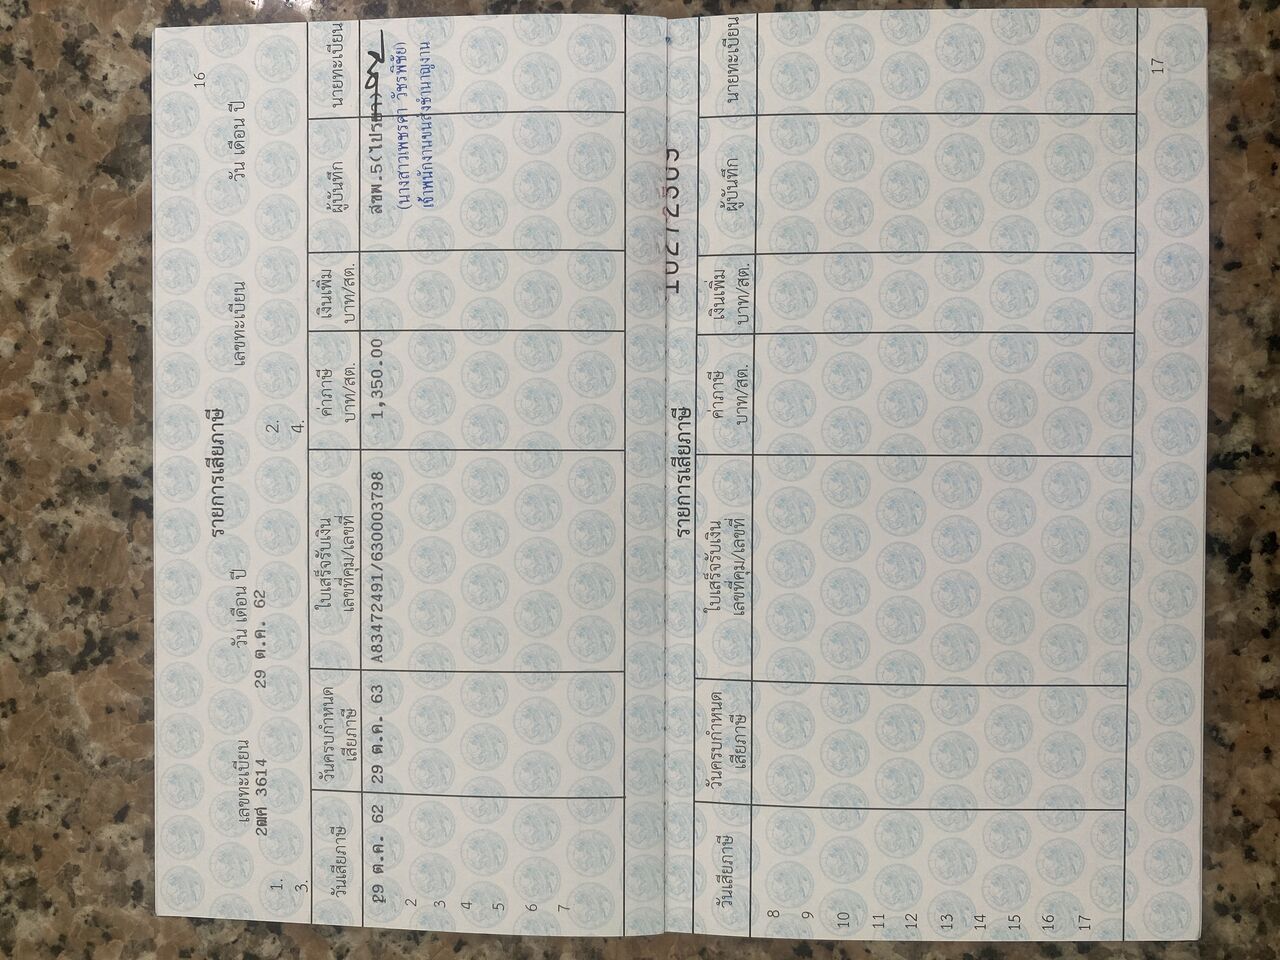 16
รายการเสียภาษี
เลขทะเบียน วัน เดือน ปี เลขทะเบียน วัน เดือน ปี
1. 2ฒศ 3614 29 ต.ค. 62 2.
3. 4.
วันเสียภาษี วันครบกำหนด เสียภาษี ใบเสร็จรับเงิน เลขที่คุม/เลขที่ ค่าภาษี บาท/สต. เงินเพิ่ม บาท/สต. ผู้บันทึก นายทะเบียน
29 ต.ค. 62 29 ต.ค. 63 A83472491/630003798 1,350.00 สขพ.5(ไปรยา)
(นางสาวเพชรดา วัชรพิชัย)
เจ้าพนักงานขนส่งชำนาญงาน
2
3
4
5
6
7
รายการเสียภาษี
วันเสียภาษี วันครบกำหนด เสียภาษี ใบเสร็จรับเงิน เลขที่คุม/เลขที่ ค่าภาษี บาท/สต. เงินเพิ่ม บาท/สต. ผู้บันทึก นายทะเบียน
8
9
10
11
12
13
14
15
16
17
17